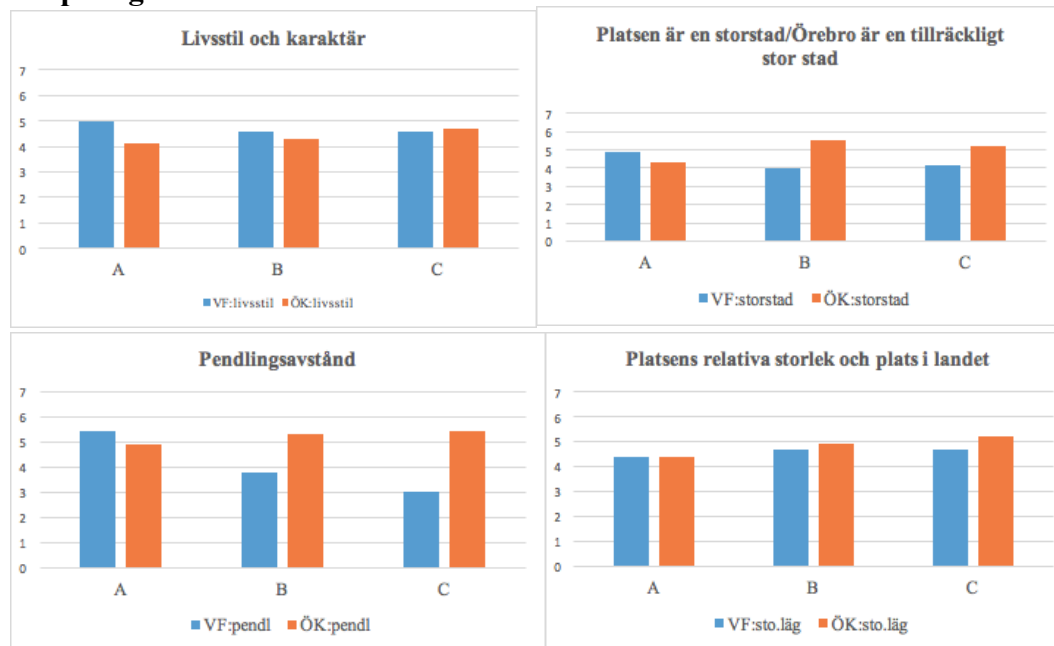 Livsstil och karaktär
7
6
5
4
3
2
1
0
A B C
VF:livsstil ÖK:livsstil
Platsen är en storstad/Örebro är en tillräckligt
stor stad
7
6
5
4
3
2
1
0
A B C
VF:storstad ÖK:storstad
Pendlingsavstånd
7
6
5
4
3
2
1
0
A B C
VF:pendl ÖK:pendl
Platsens relativa storlek och plats i landet
7
6
5
4
3
2
1
0
A B C
VF:sto.läg ÖK:sto.läg